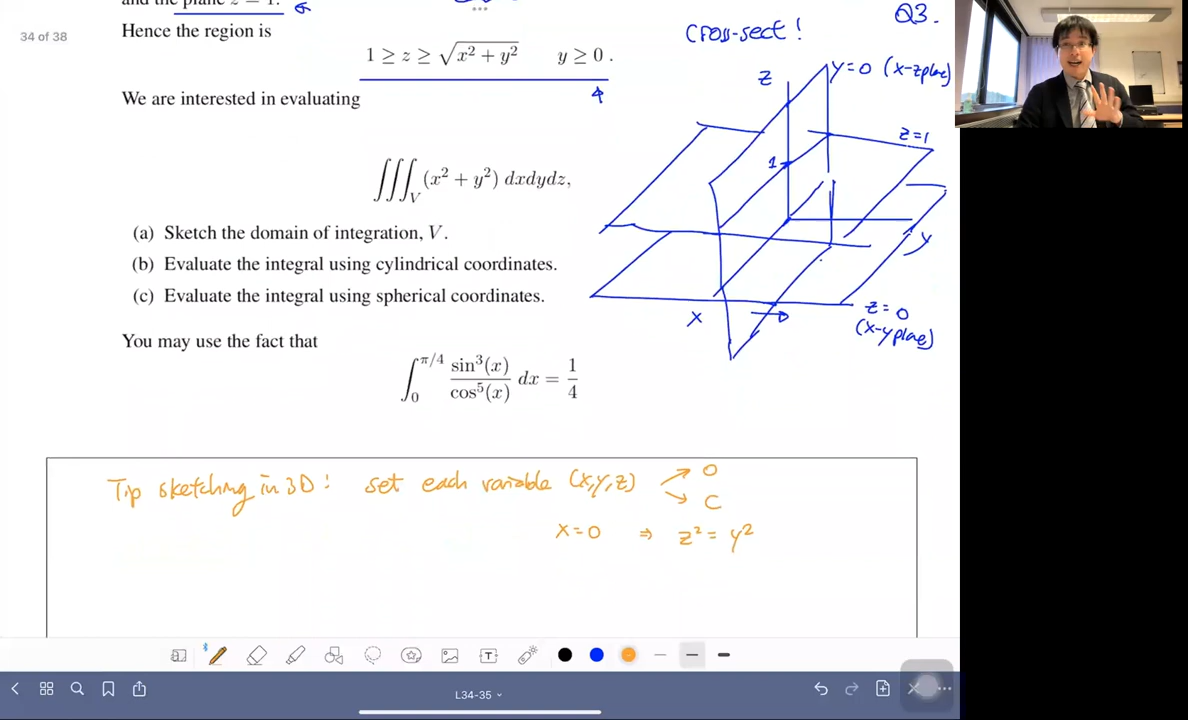 and the plane z = 1.
34 of 38
Hence the region is
1 ≥ z ≥ √(x² + y²)    y ≥ 0 .
We are interested in evaluating
∭_V (x² + y²) dxdydz,
(a) Sketch the domain of integration, V.
(b) Evaluate the integral using cylindrical coordinates.
(c) Evaluate the integral using spherical coordinates.
You may use the fact that
∫₀^{π/4} sin³(x)/cos⁵(x) dx = 1/4
Q3.
Cross-sect !
z
y=0 (x-zplane)
z=1
1
y
x
z=0
(x-yplane)
Tip sketching in 3D : set each variable (x,y,z) → 0
→ C
x=0 ⇒ z² = y²
L34-35